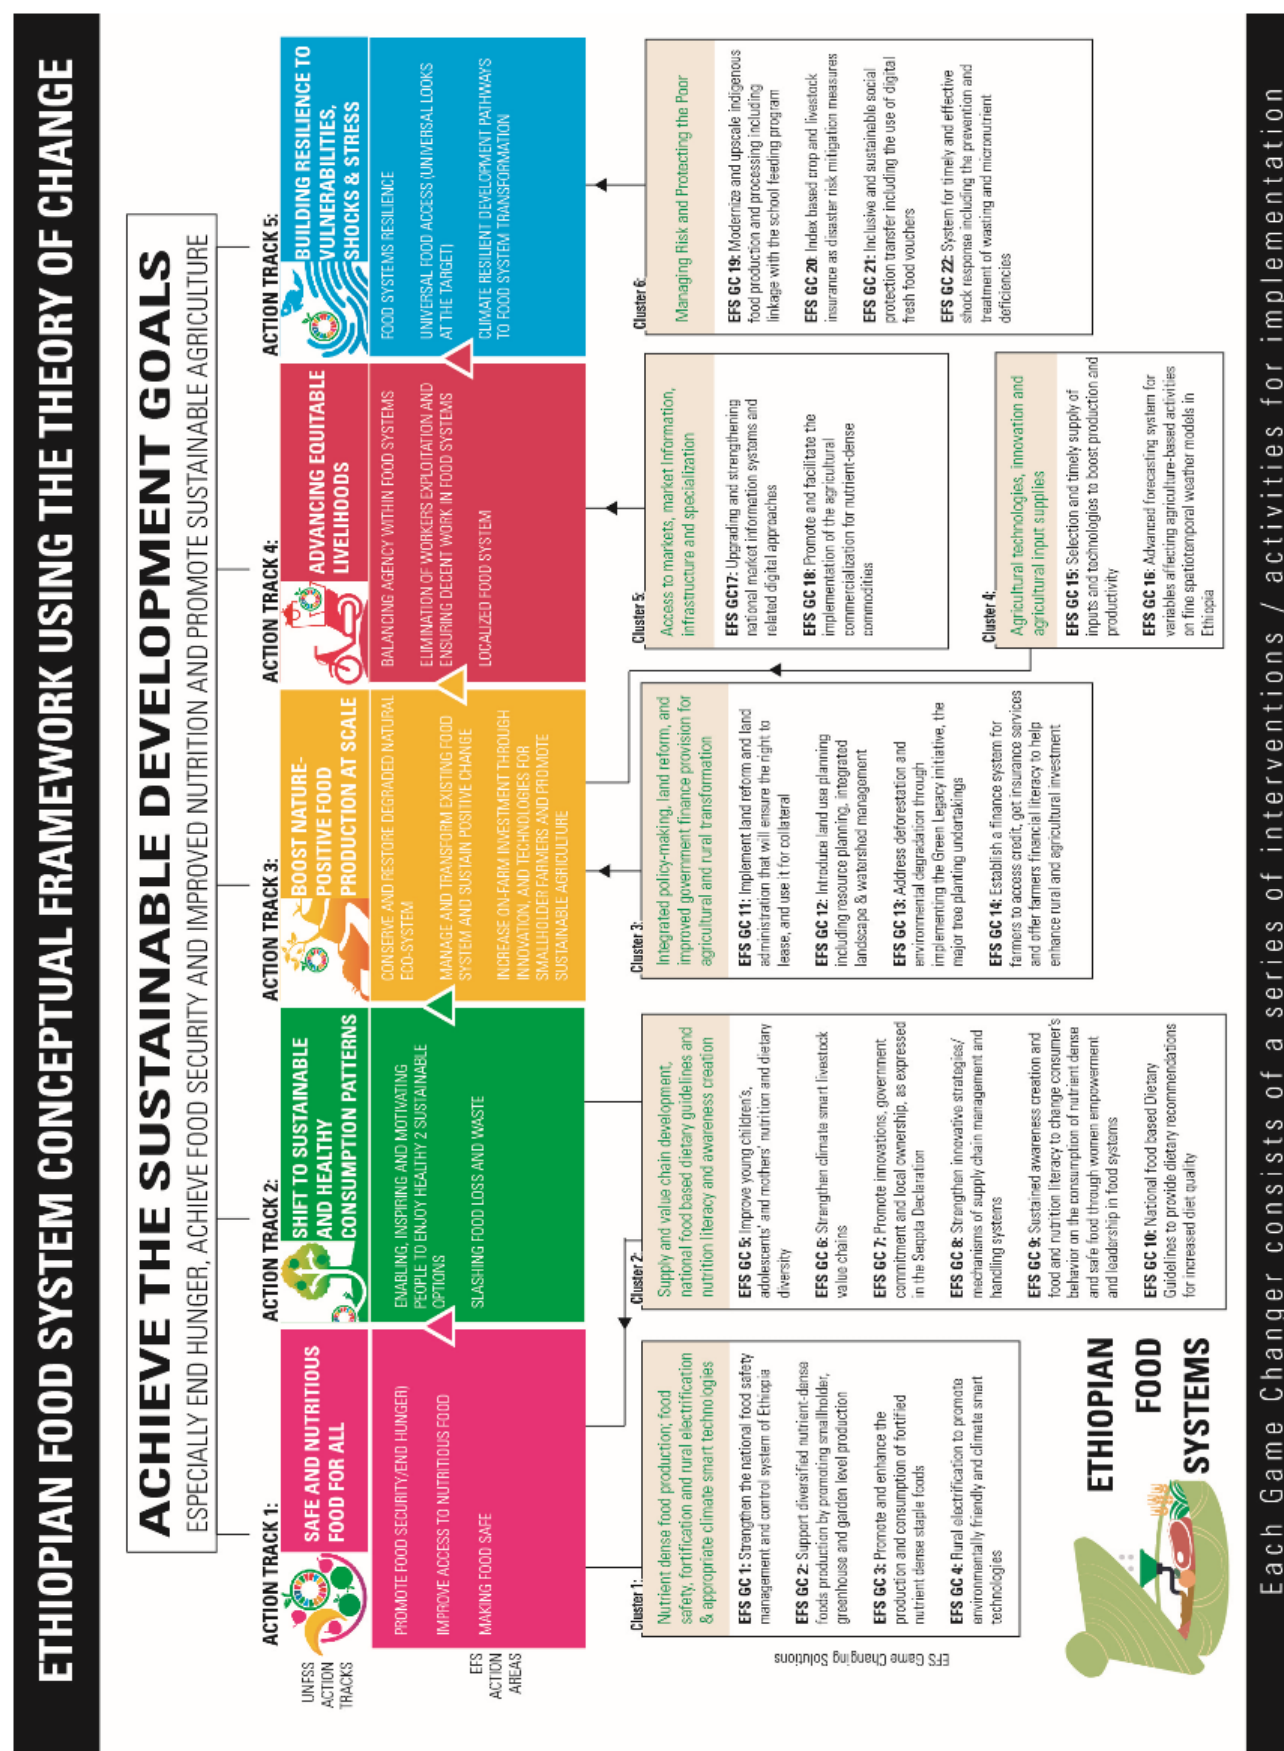 ETHIOPIAN FOOD SYSTEM CONCEPTUAL FRAMEWORK USING THE THEORY OF CHANGE
ACHIEVE THE SUSTAINABLE DEVELOPMENT GOALS
ESPECIALLY END HUNGER, ACHIEVE FOOD SECURITY AND IMPROVED NUTRITION AND PROMOTE SUSTAINABLE AGRICULTURE
UNFSS
ACTION
TRACKS
ACTION TRACK 1:
SAFE AND NUTRITIOUS
FOOD FOR ALL
ACTION TRACK 2:
SHIFT TO SUSTAINABLE
AND HEALTHY
CONSUMPTION PATTERNS
ACTION TRACK 3:
BOOST NATURE-
POSITIVE FOOD
PRODUCTION AT SCALE
ACTION TRACK 4:
ADVANCING EQUITABLE
LIVELIHOODS
ACTION TRACK 5:
BUILDING RESILIENCE TO
VULNERABILITIES,
SHOCKS & STRESS
EFS
ACTION
AREAS
PROMOTE FOOD SECURITY/END HUNGER)
IMPROVE ACCESS TO NUTRITIOUS FOOD
MAKING FOOD SAFE
ENABLING, INSPIRING AND MOTIVATING
PEOPLE TO ENJOY HEALTHY 2 SUSTAINABLE
OPTIONS
SLASHING FOOD LOSS AND WASTE
CONSERVE AND RESTORE DEGRADED NATURAL
ECO-SYSTEM
MANAGE AND TRANSFORM EXISTING FOOD
SYSTEM AND SUSTAIN POSITIVE CHANGE
INCREASE ON-FARM INVESTMENT THROUGH
INNOVATION, AND TECHNOLOGIES FOR
SMALLHOLDER FARMERS AND PROMOTE
SUSTAINABLE AGRICULTURE
BALANCING AGENCY WITHIN FOOD SYSTEMS
ELIMINATION OF WORKERS EXPLOITATION AND
ENSURING DECENT WORK IN FOOD SYSTEMS
LOCALIZED FOOD SYSTEM
FOOD SYSTEMS RESILIENCE
UNIVERSAL FOOD ACCESS (UNIVERSAL LOOKS
AT THE TARGET)
CLIMATE RESILIENT DEVELOPMENT PATHWAYS
TO FOOD SYSTEM TRANSFORMATION
EFS Game Changing Solutions
Cluster 1:
Nutrient dense food production; food
safety, fortification and rural electrification
& appropriate climate smart technologies
EFS GC 1: Strengthen the national food safety
management and control system of Ethiopia
EFS GC 2: Support diversified nutrient-dense
foods production by promoting smallholder,
greenhouse and garden level production
EFS GC 3: Promote and enhance the
production and consumption of fortified
nutrient dense staple foods
EFS GC 4: Rural electrification to promote
environmentally friendly and climate smart
technologies
Cluster 2:
Supply and value chain development,
national food based dietary guidelines and
nutrition literacy and awareness creation
EFS GC 5: Improve young children's,
adolescents' and mothers' nutrition and dietary
diversity
EFS GC 6: Strengthen climate smart livestock
value chains
EFS GC 7: Promote innovations, government
commitment and local ownership, as expressed
in the Seqota Declaration
EFS GC 8: Strengthen innovative strategies/
mechanisms of supply chain management and
handling systems
EFS GC 9: Sustained awareness creation and
food and nutrition literacy to change consumer's
behavior on the consumption of nutrient dense
and safe food through women empowerment
and leadership in food systems
EFS GC 10: National food based Dietary
Guidelines to provide dietary recommendations
for increased diet quality
Cluster 3:
Integrated policy-making, land reform, and
improved government finance provision for
agricultural and rural transformation
EFS GC 11: Implement land reform and land
administration that will ensure the right to
lease, and use it for collateral
EFS GC 12: Introduce land use planning
including resource planning, integrated
landscape & watershed management
EFS GC 13: Address deforestation and
environmental degradation through
implementing the Green Legacy initiative, the
major tree planting undertakings
EFS GC 14: Establish a finance system for
farmers to access credit, get insurance services
and offer farmers financial literacy to help
enhance rural and agricultural investment
Cluster 5:
Access to markets, market Information,
infrastructure and specialization
EFS GC17: Upgrading and strengthening
national market information systems and
related digital approaches
EFS GC 18: Promote and facilitate the
implementation of the agricultural
commercialization for nutrient-dense
commodities
Cluster 4:
Agricultural technologies, innovation and
agricultural input supplies
EFS GC 15: Selection and timely supply of
inputs and technologies to boost production and
productivity
EFS GC 16: Advanced forecasting system for
variables affecting agriculture-based activities
on fine spatiotemporal weather models in
Ethiopia
Cluster 6:
Managing Risk and Protecting the Poor
EFS GC 19: Modernize and upscale indigenous
food production and processing including
linkage with the school feeding program
EFS GC 20: Index based crop and livestock
insurance as disaster risk mitigation measures
EFS GC 21: Inclusive and sustainable social
protection transfer including the use of digital
fresh food vouchers
EFS GC 22: System for timely and effective
shock response including the prevention and
treatment of wasting and micronutrient
deficiencies
ETHIOPIAN
FOOD
SYSTEMS
Each Game Changer consists of a series of interventions / activities for implementation